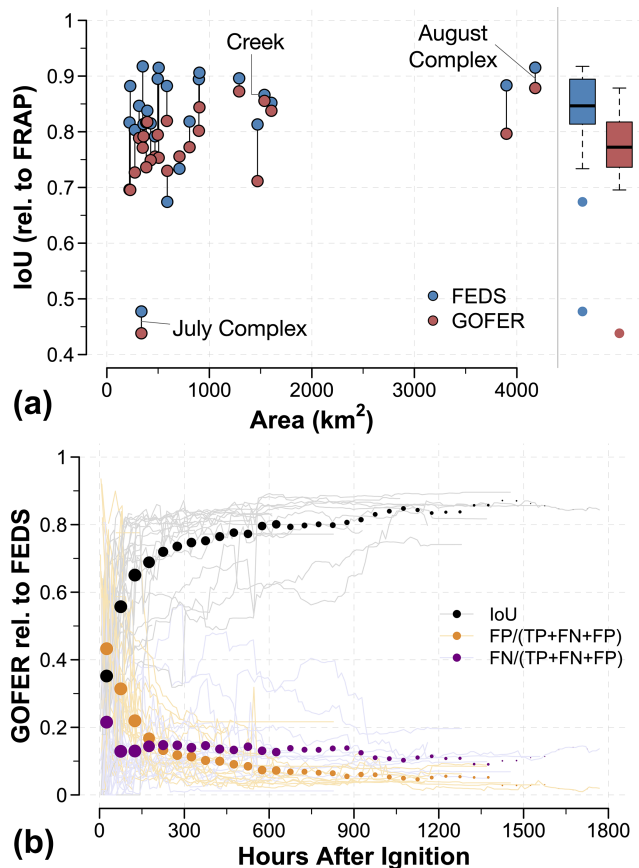 1
0.9
0.8
0.7
0.6
0.5
0.4
IoU (rel. to FRAP)
Creek
August
Complex
July Complex
FEDS
GOFER
0 1000 2000 3000 4000
Area (km²)
(a)
1
0.8
0.6
0.4
0.2
0
GOFER rel. to FEDS
IoU
FP/(TP+FN+FP)
FN/(TP+FN+FP)
0 300 600 900 1200 1500 1800
Hours After Ignition
(b)